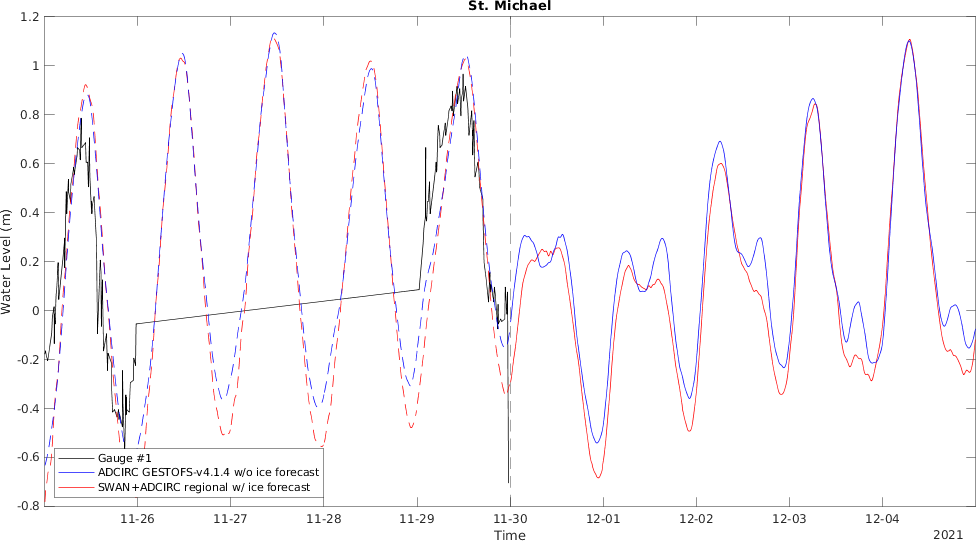 St. Michael
1.2
1
0.8
0.6
0.4
0.2
0
-0.2
-0.4
-0.6
-0.8
Water Level (m)
Gauge #1
ADCIRC GESTOFS-v4.1.4 w/o ice forecast
SWAN+ADCIRC regional w/ ice forecast
11-26 11-27 11-28 11-29 11-30 12-01 12-02 12-03 12-04
Time
2021